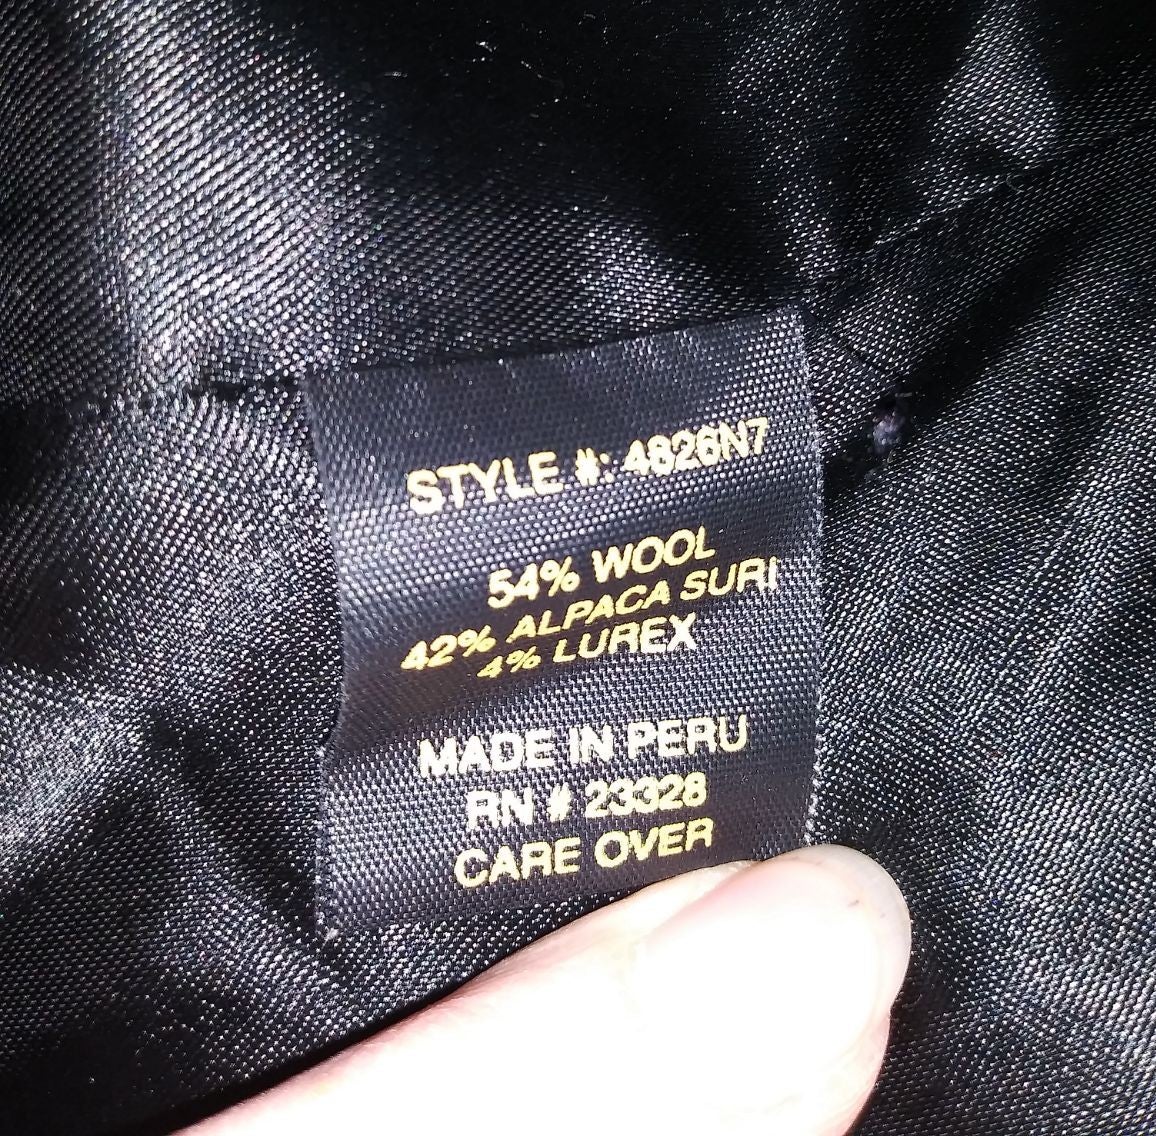 STYLE #: 4826N7
54% WOOL
42% ALPACA SURI
4% LUREX
MADE IN PERU
RN # 23328
CARE OVER